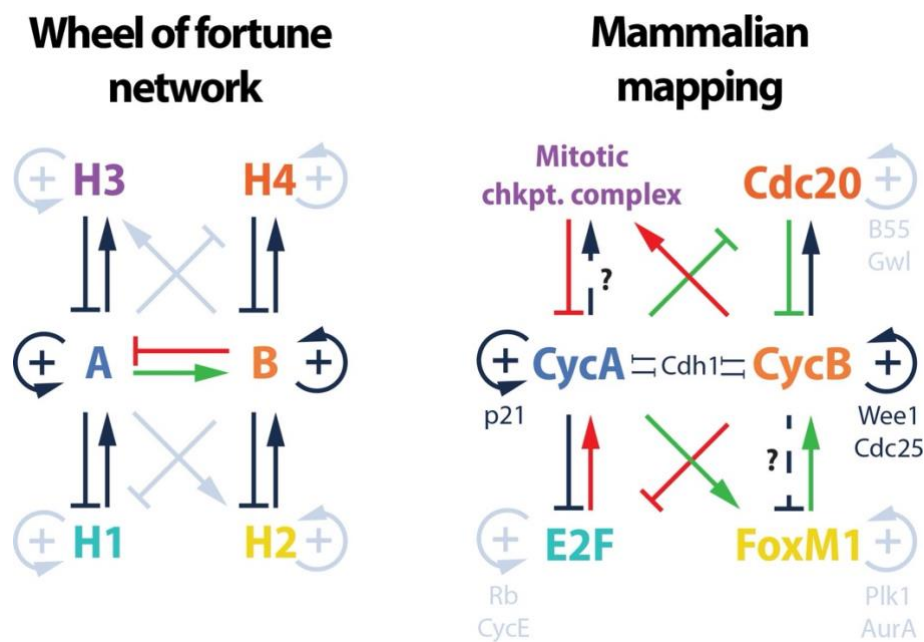 Wheel of fortune
network
H3
H4
A
B
H1
H2
Mammalian
mapping
Mitotic
chkpt. complex
Cdc20
B55
Gwl
?
CycA
Cdh1
CycB
p21
Wee1
Cdc25
?
E2F
FoxM1
Rb
CycE
Plk1
AurA